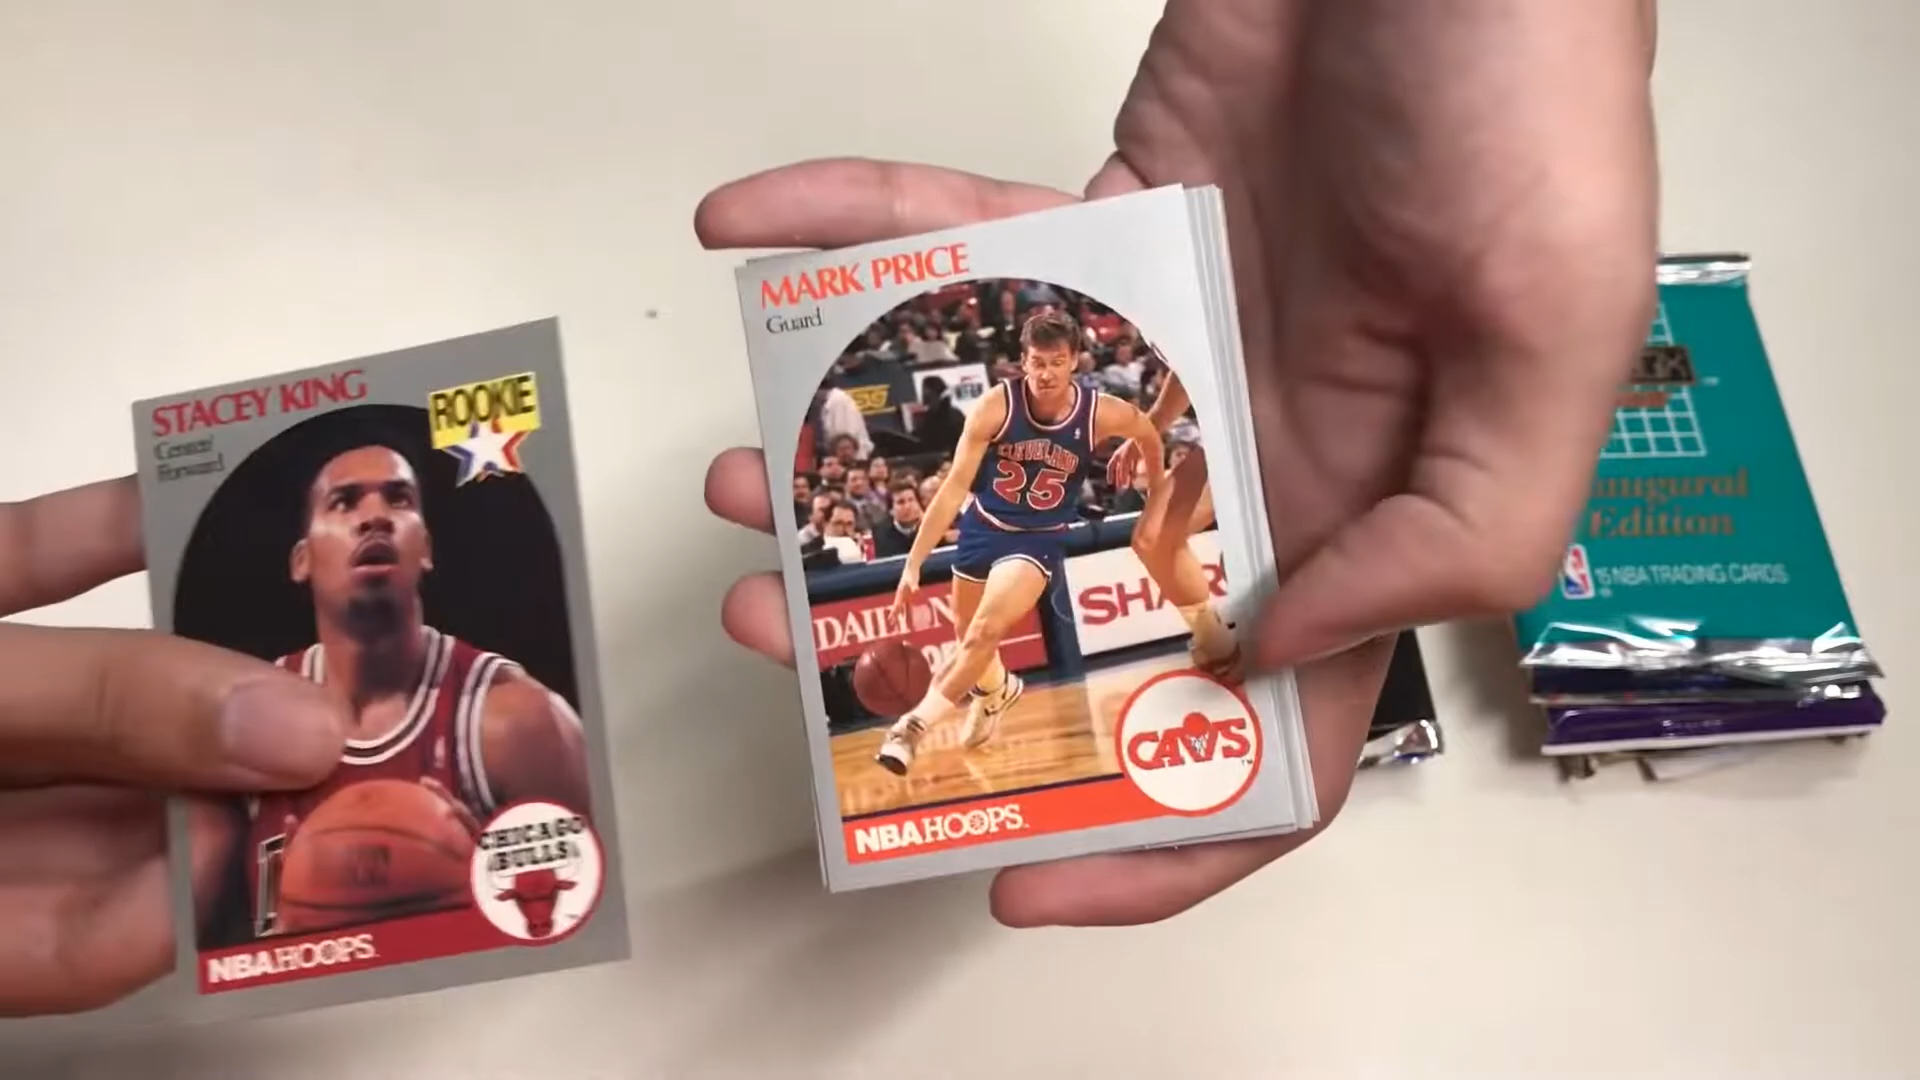 STACEY KING
Center/
Forward
ROOKIE
CHICAGO
BULLS
NBA HOOPS
MARK PRICE
Guard
CLEVELAND
25
DAILY N
SHAR
CAVS
NBA HOOPS
Edition
15 NBA TRADING CARDS